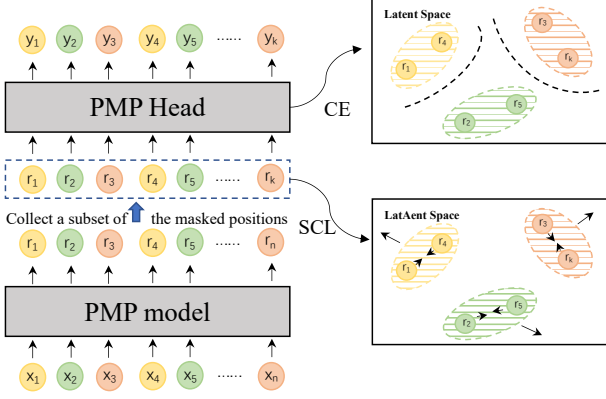 y1 y2 y3 y4 y5 ...... yk
PMP Head
CE
r1 r2 r3 r4 r5 ...... rk
Collect a subset of the masked positions
SCL
r1 r2 r3 r4 r5 ...... rn
PMP model
x1 x2 x3 x4 x5 ...... xn
Latent Space
r4
r1
r3
rk
r5
r2
LatAent Space
r4
r1
r3
rk
r5
r2